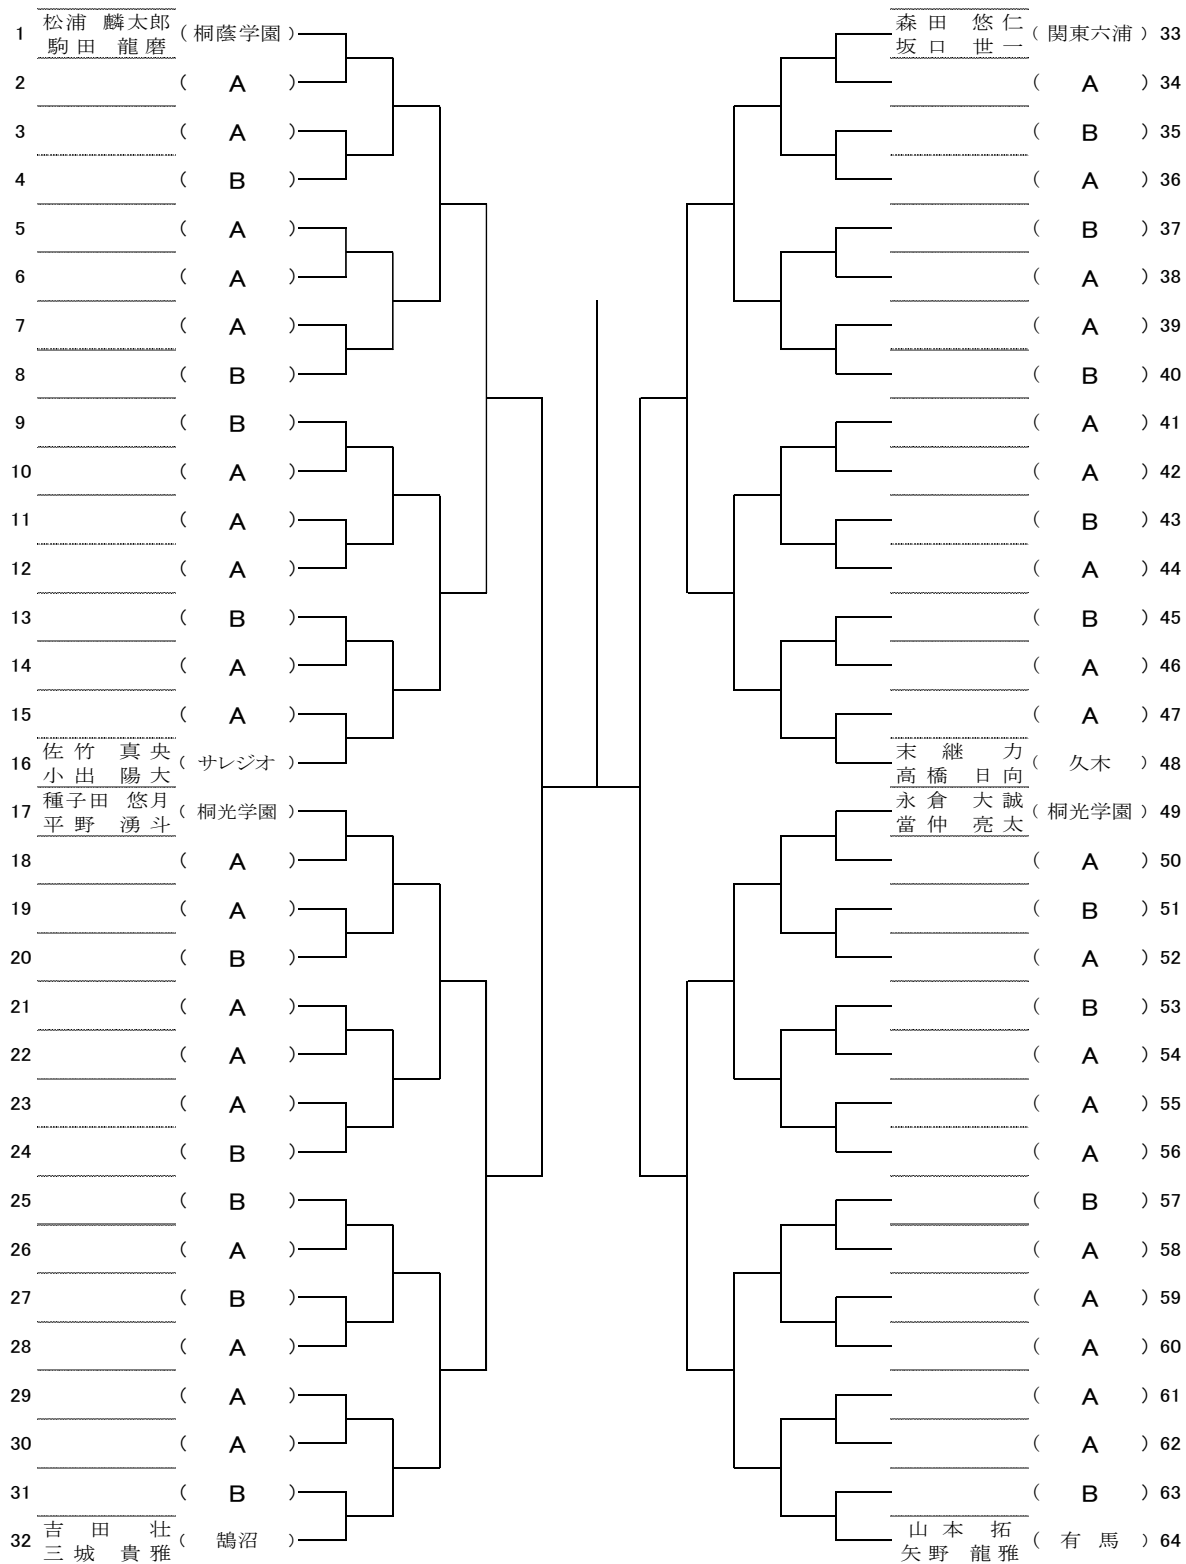 1 松浦 麟太郎 駒田 龍磨 （桐蔭学園）
2 （ A ）
3 （ A ）
4 （ B ）
5 （ A ）
6 （ A ）
7 （ A ）
8 （ B ）
9 （ B ）
10 （ A ）
11 （ A ）
12 （ A ）
13 （ B ）
14 （ A ）
15 （ A ）
16 佐竹 真央 小出 陽大 （サレジオ）
17 種子田 悠月 平野 湧斗 （桐光学園）
18 （ A ）
19 （ A ）
20 （ B ）
21 （ A ）
22 （ A ）
23 （ A ）
24 （ B ）
25 （ B ）
26 （ A ）
27 （ B ）
28 （ A ）
29 （ A ）
30 （ A ）
31 （ B ）
32 吉田 壮 三城 貴雅 （鵠沼）
森田 悠仁 坂口 世一 （関東六浦） 33
（ A ） 34
（ B ） 35
（ A ） 36
（ B ） 37
（ A ） 38
（ A ） 39
（ B ） 40
（ A ） 41
（ A ） 42
（ B ） 43
（ A ） 44
（ B ） 45
（ A ） 46
（ A ） 47
末継 力 高橋 日向 （久木） 48
永倉 大誠 當仲 亮太 （桐光学園） 49
（ A ） 50
（ B ） 51
（ A ） 52
（ B ） 53
（ A ） 54
（ A ） 55
（ A ） 56
（ B ） 57
（ A ） 58
（ A ） 59
（ A ） 60
（ A ） 61
（ A ） 62
（ B ） 63
山本 拓 矢野 龍雅 （有馬） 64